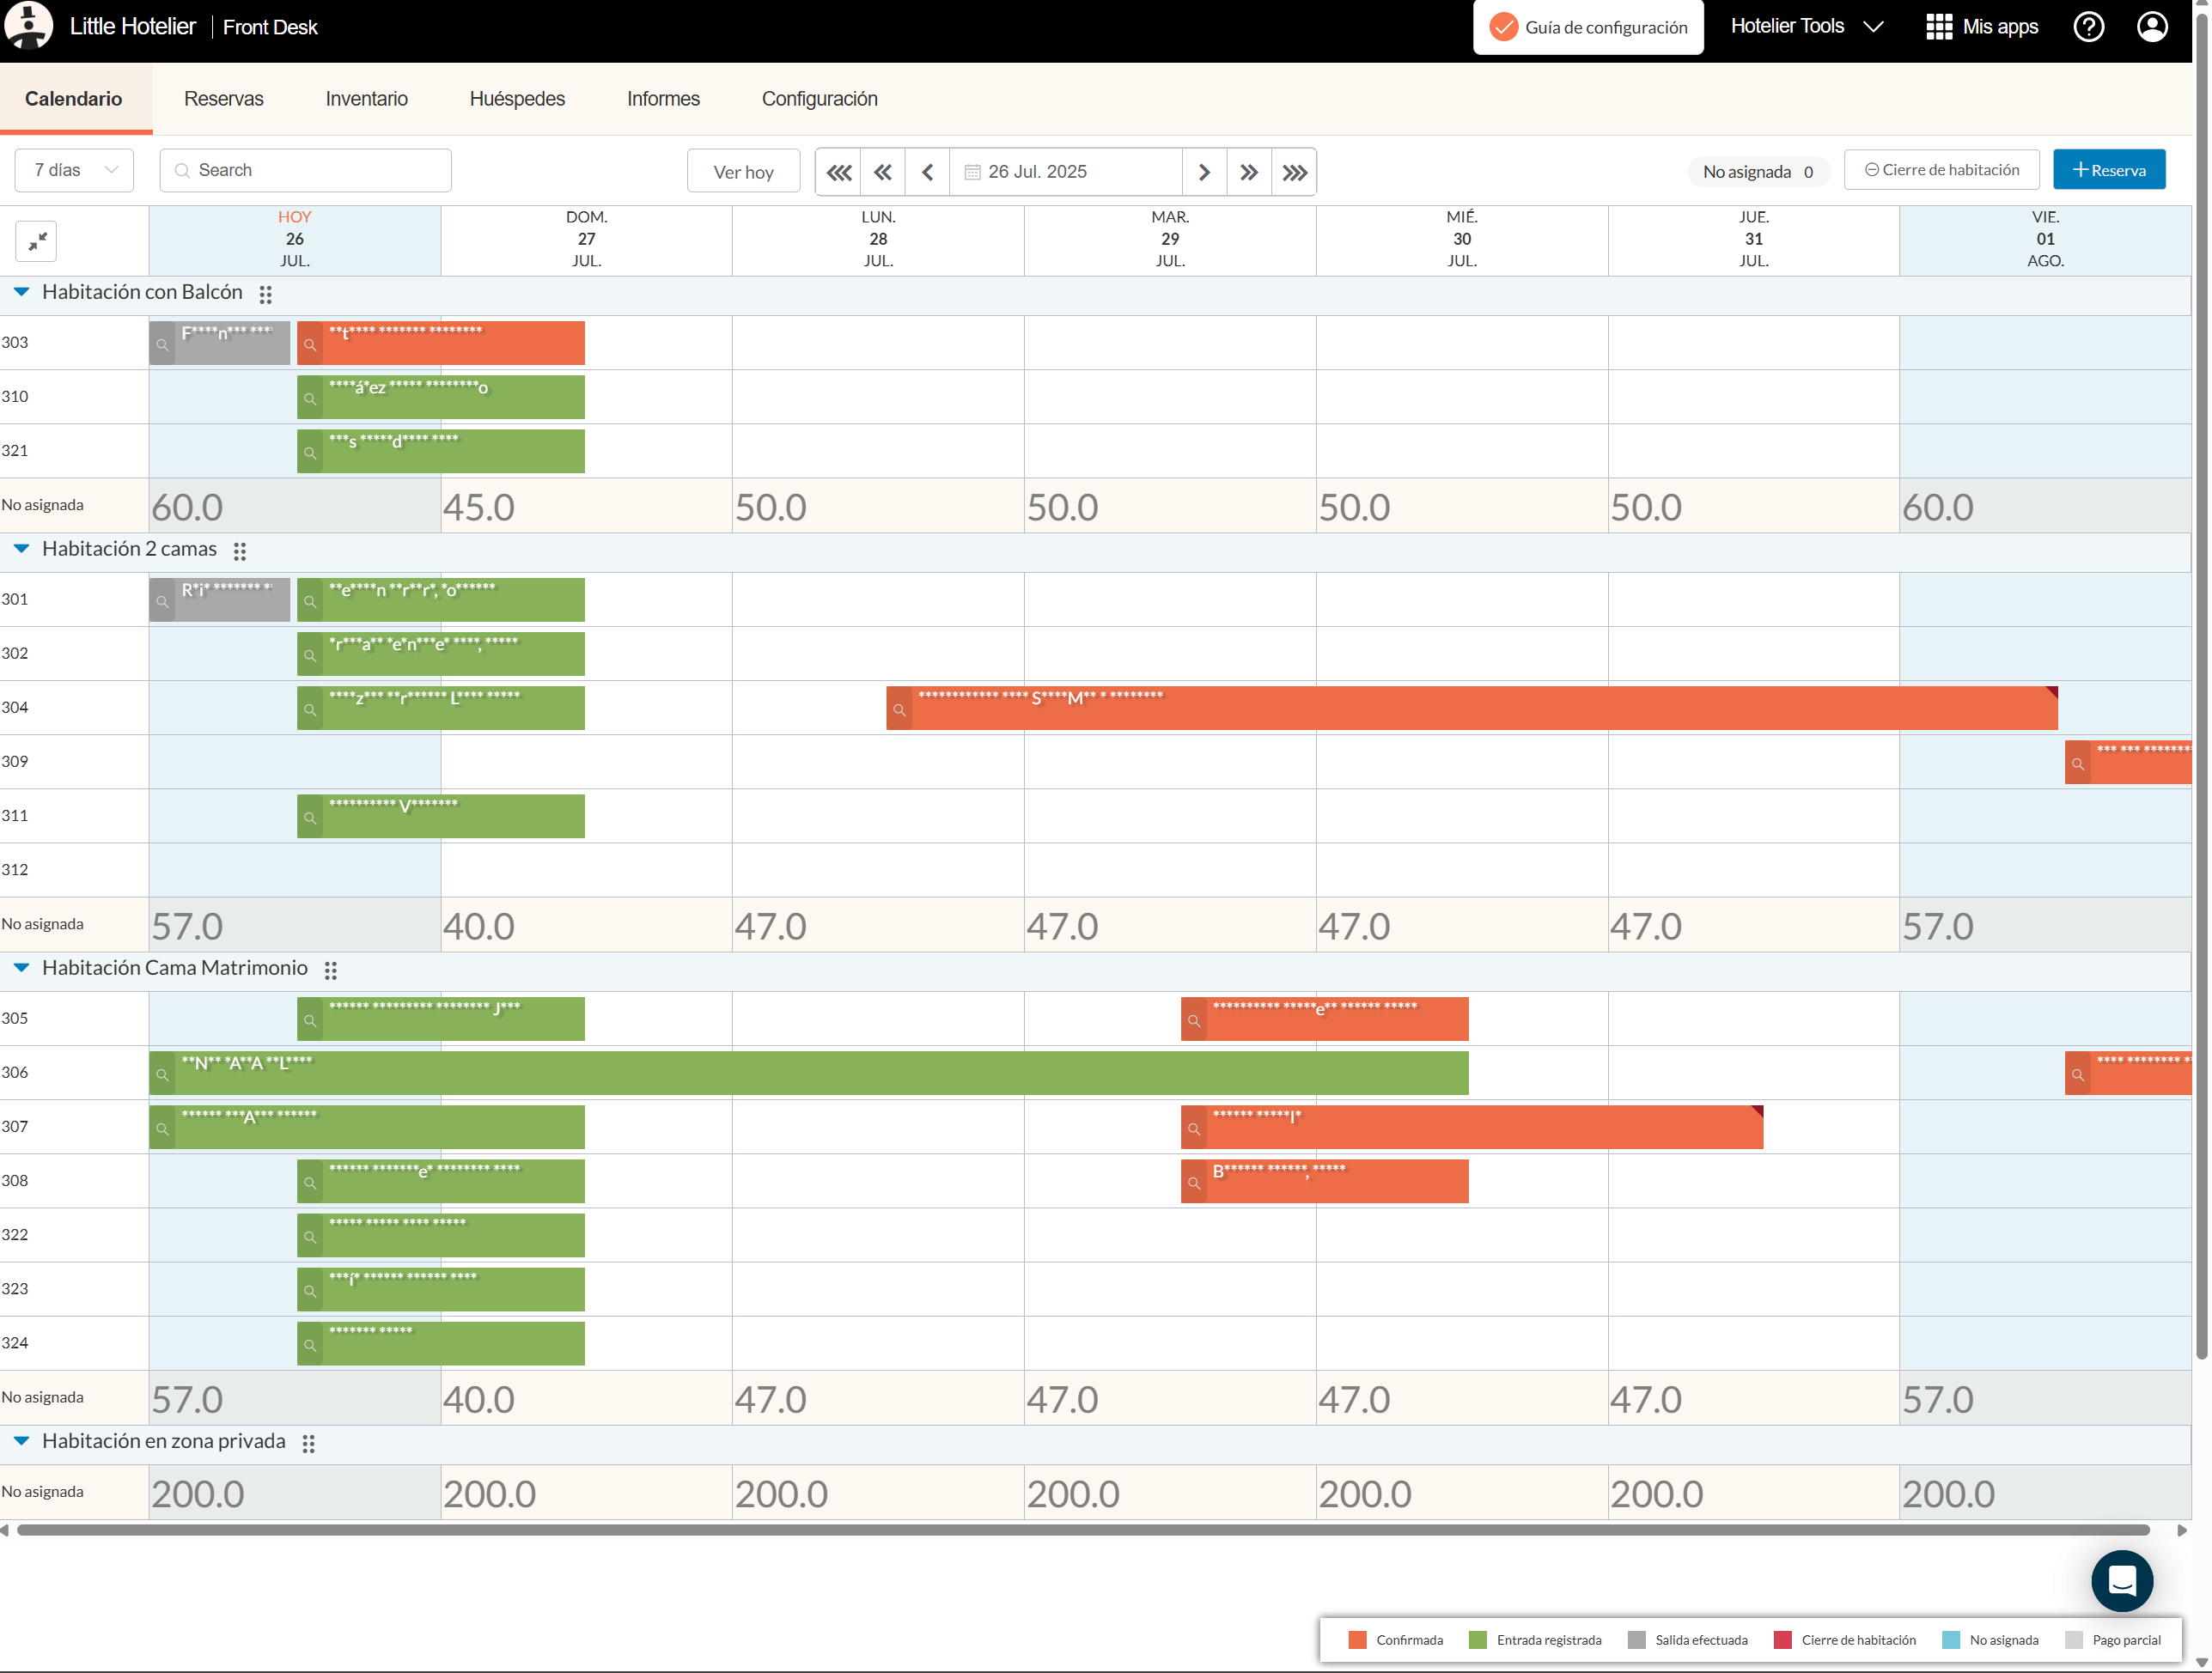 Little Hotelier | Front Desk
Guía de configuración
Hotelier Tools
Mis apps
Calendario Reservas Inventario Huéspedes Informes Configuración
7 días Search Ver hoy 26 Jul. 2025 No asignada 0 Cierre de habitación +Reserva
HOY DOM. LUN. MAR. MIÉ. JUE. VIE.
26 27 28 29 30 31 01
JUL. JUL. JUL. JUL. JUL. JUL. AGO.
Habitación con Balcón
303 F****n*** *** **t**** ******* ********
310 ****á*ez ***** ********o
321 ***s *****d**** ****
No asignada 60.0 45.0 50.0 50.0 50.0 50.0 60.0
Habitación 2 camas
301 R*i* ******* * **e****n **r**r*, *o******
302 *r***a** *e*n***e* ****, *****
304 ****z*** **r****** L**** ***** ************ **** S****M** * ********
309 *** *** ********
311 ********** V*******
312
No asignada 57.0 40.0 47.0 47.0 47.0 47.0 57.0
Habitación Cama Matrimonio
305 ****** ********* ******** J*** ********** *****e** ****** *****
306 **N** *A**A **L**** **** ******** **
307 ****** ***A*** ****** ****** *****l*
308 ****** *******e* ******** **** B****** ******, *****
322 ***** ***** **** *****
323 ***í* ****** ****** ****
324 ******* *****
No asignada 57.0 40.0 47.0 47.0 47.0 47.0 57.0
Habitación en zona privada
No asignada 200.0 200.0 200.0 200.0 200.0 200.0 200.0
Confirmada Entrada registrada Salida efectuada Cierre de habitación No asignada Pago parcial